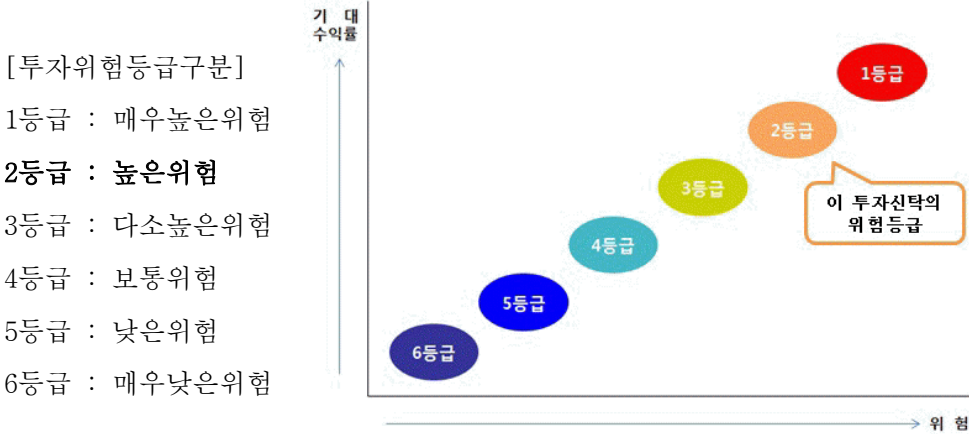 [투자위험등급구분]
1등급 : 매우높은위험
2등급 : 높은위험
3등급 : 다소높은위험
4등급 : 보통위험
5등급 : 낮은위험
6등급 : 매우낮은위험
기 대
수익률
1등급
2등급
3등급
4등급
5등급
6등급
이 투자신탁의
위험등급
위 험